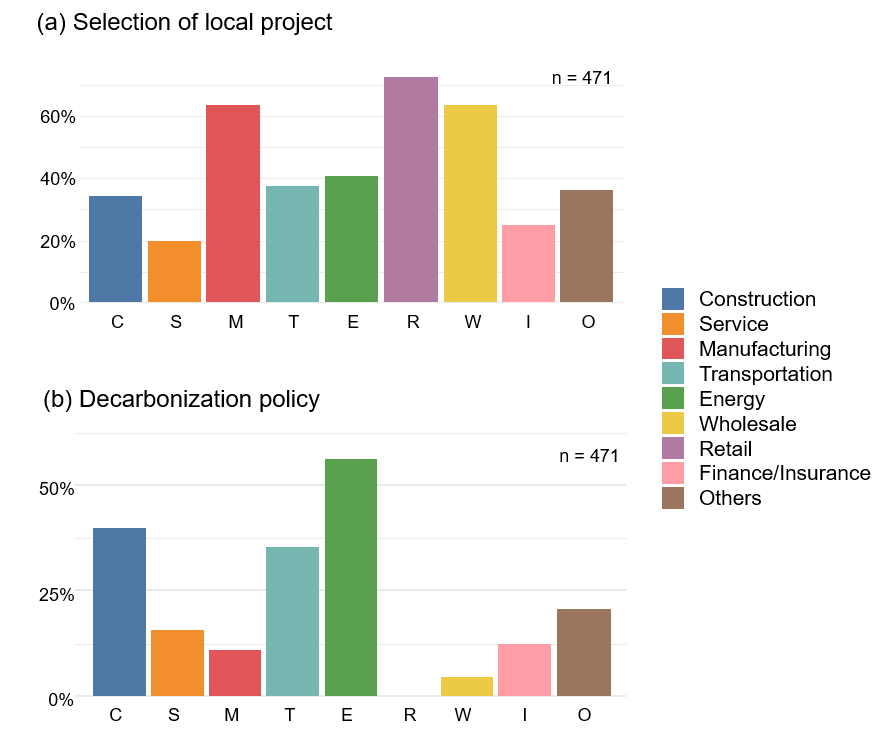 (a) Selection of local project
n = 471
60%
40%
20%
0%
C S M T E R W I O
Construction
Service
Manufacturing
Transportation
Energy
Wholesale
Retail
Finance/Insurance
Others
(b) Decarbonization policy
n = 471
50%
25%
0%
C S M T E R W I O